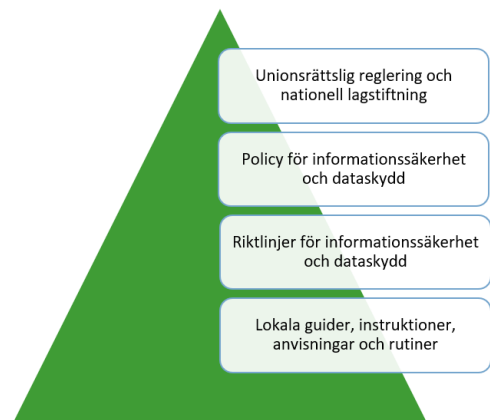 Unionsrättslig reglering och
nationell lagstiftning
Policy för informationssäkerhet
och dataskydd
Riktlinjer för informationssäkerhet
och dataskydd
Lokala guider, instruktioner,
anvisningar och rutiner